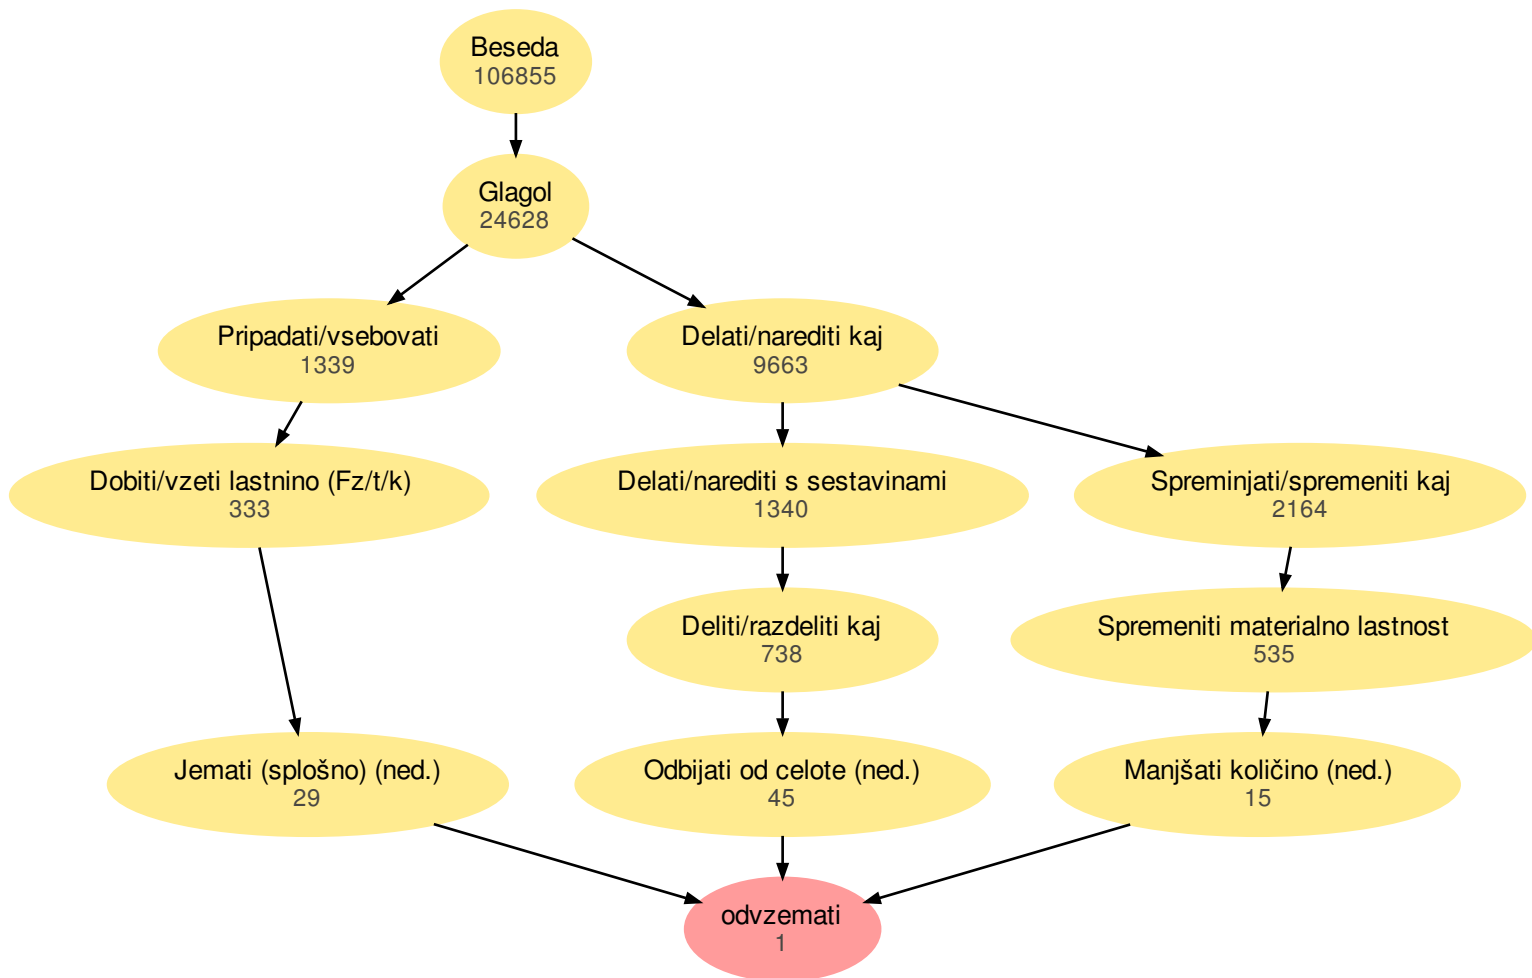 Beseda
106855
Glagol
24628
Pripadati/vsebovati
1339
Delati/narediti kaj
9663
Dobiti/vzeti lastnino (Fz/t/k)
333
Delati/narediti s sestavinami
1340
Spreminjati/spremeniti kaj
2164
Deliti/razdeliti kaj
738
Spremeniti materialno lastnost
535
Jemati (splošno) (ned.)
29
Odbijati od celote (ned.)
45
Manjšati količino (ned.)
15
odvzemati
1